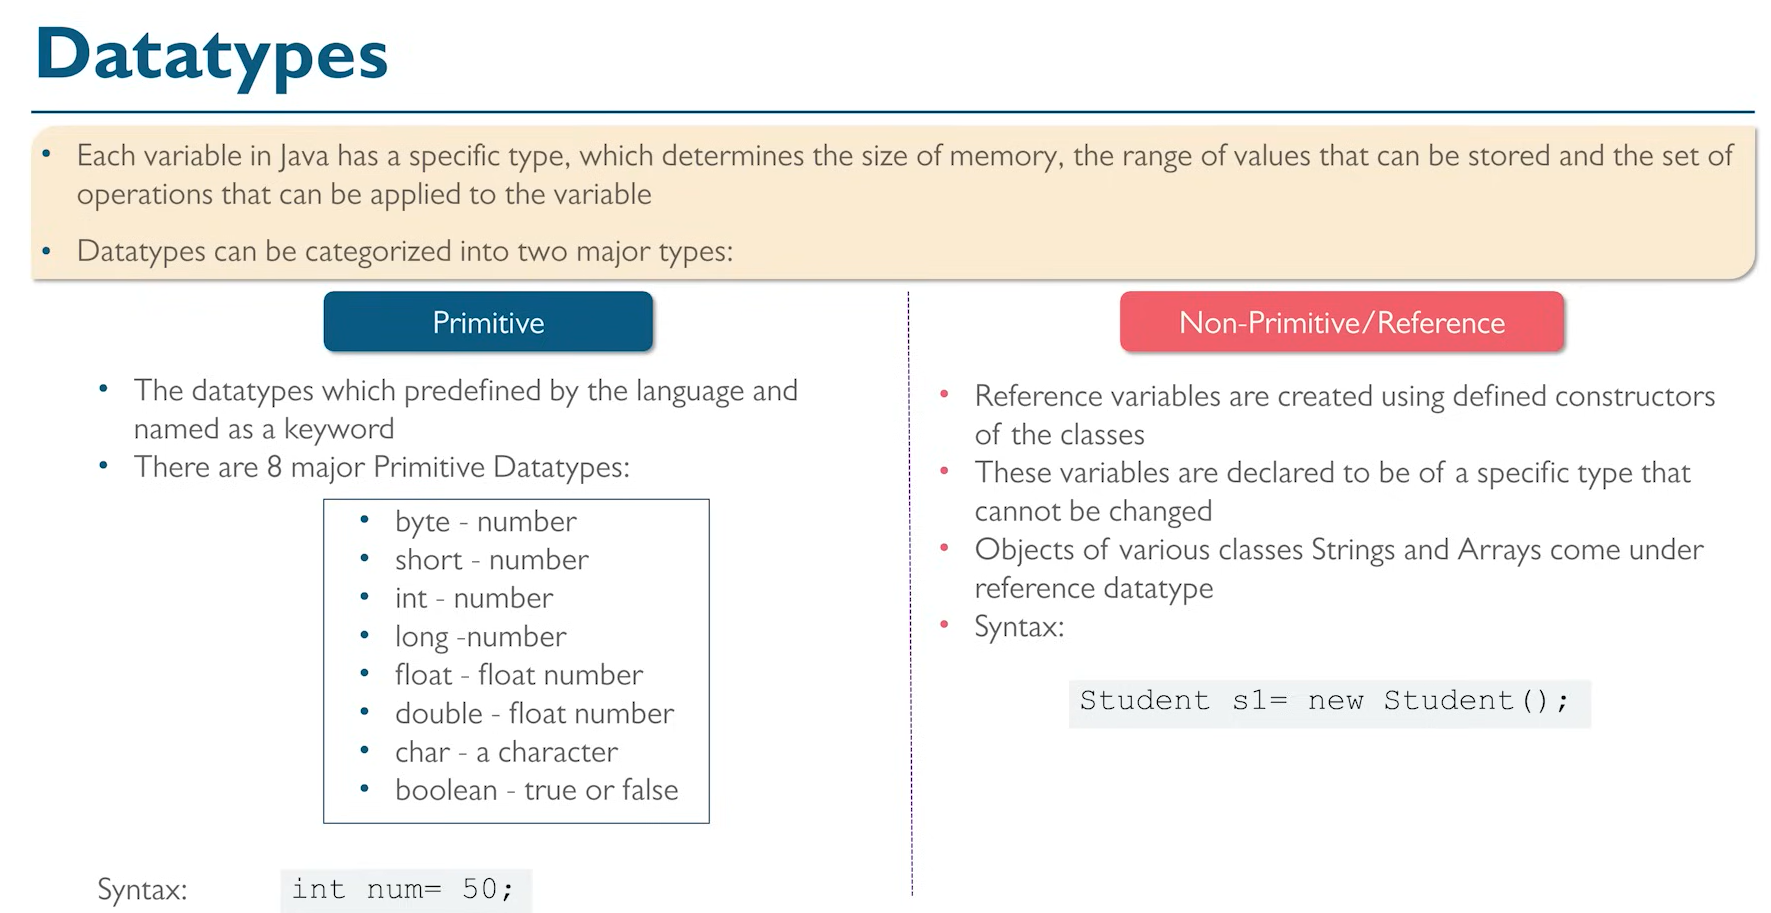 Datatypes
• Each variable in Java has a specific type, which determines the size of memory, the range of values that can be stored and the set of
operations that can be applied to the variable
• Datatypes can be categorized into two major types:
Primitive
• The datatypes which predefined by the language and
named as a keyword
• There are 8 major Primitive Datatypes:
• byte - number
• short - number
• int - number
• long -number
• float - float number
• double - float number
• char - a character
• boolean - true or false
Syntax: int num= 50;
Non-Primitive/Reference
• Reference variables are created using defined constructors
of the classes
• These variables are declared to be of a specific type that
cannot be changed
• Objects of various classes Strings and Arrays come under
reference datatype
• Syntax:
Student s1= new Student();